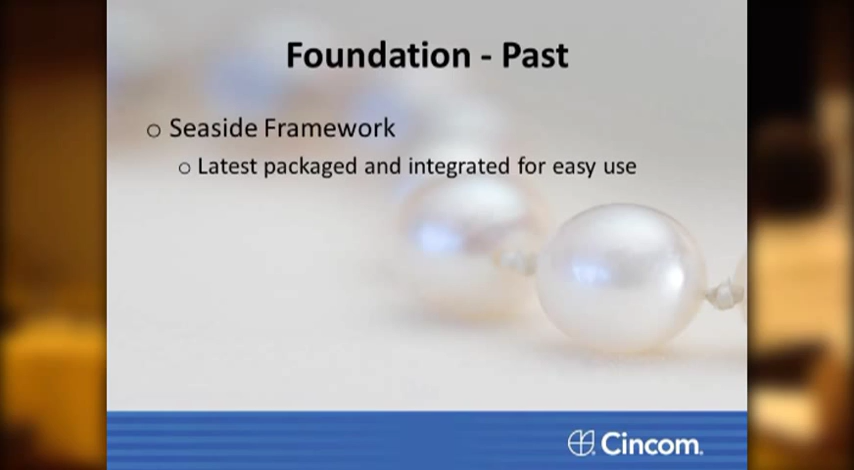 Foundation - Past
o Seaside Framework
o Latest packaged and integrated for easy use
Cincom.